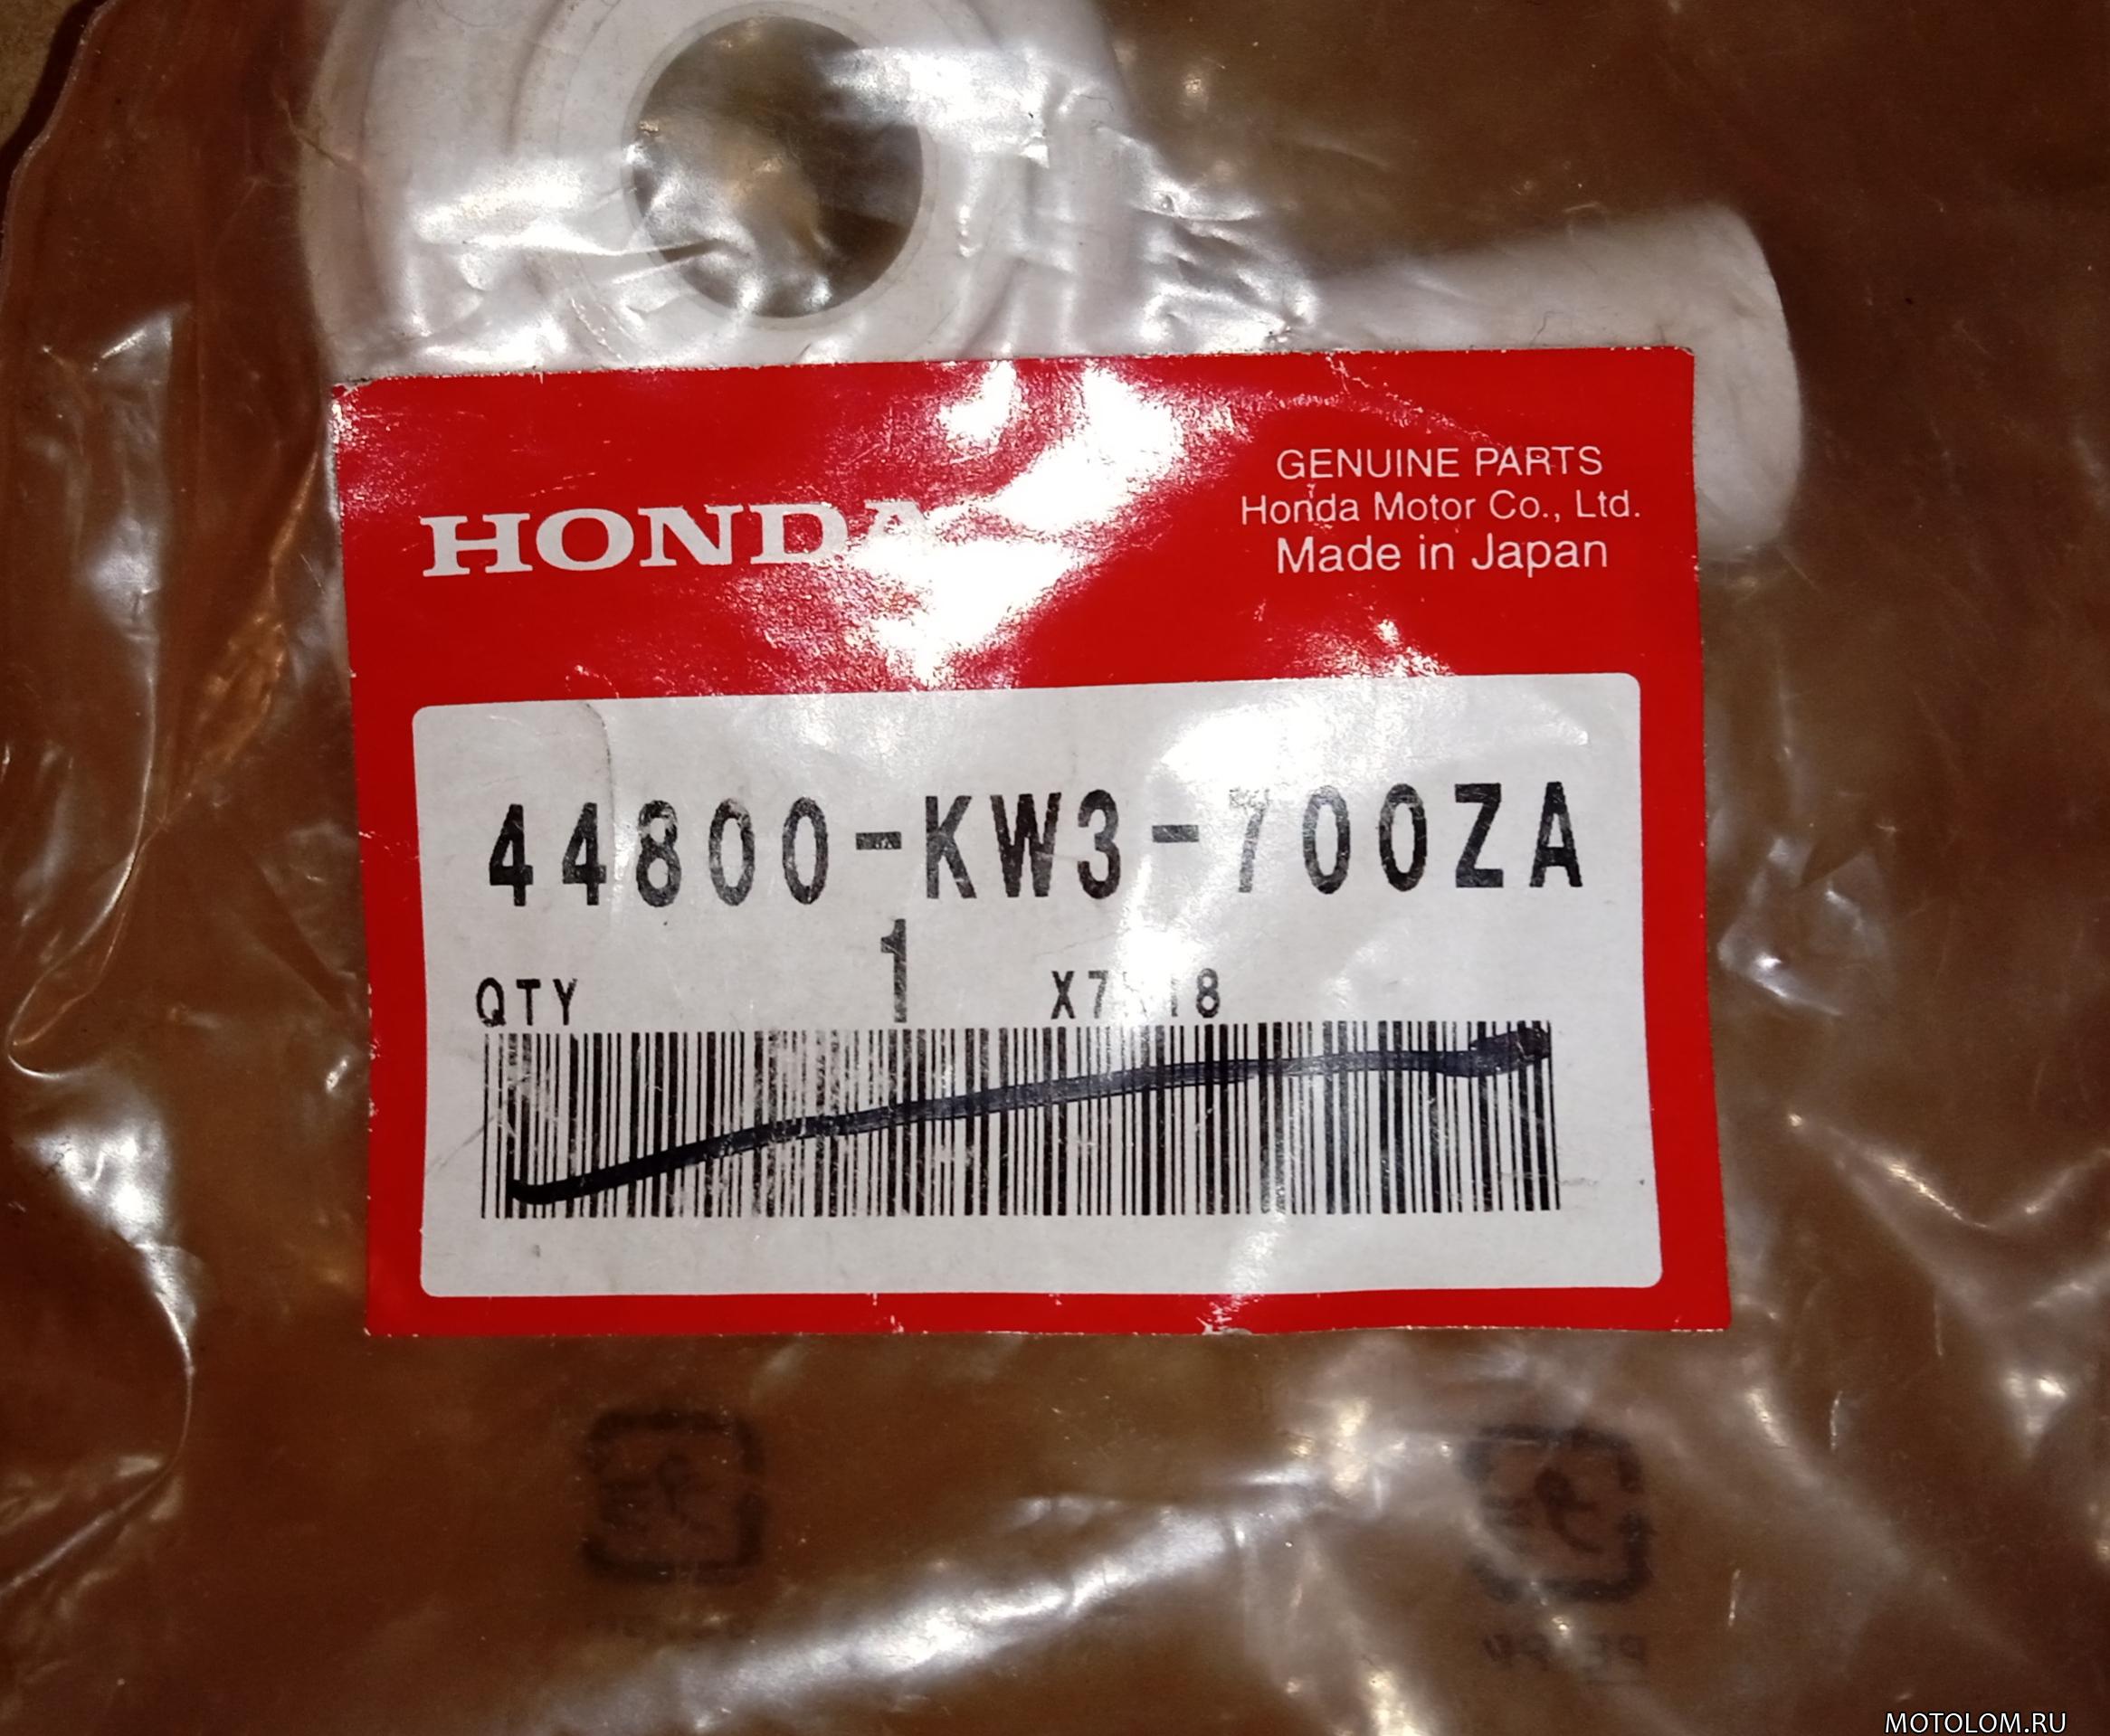 HONDA
GENUINE PARTS
Honda Motor Co., Ltd.
Made in Japan
44800-KW3-700ZA
QTY 1
MOTOLOM.RU